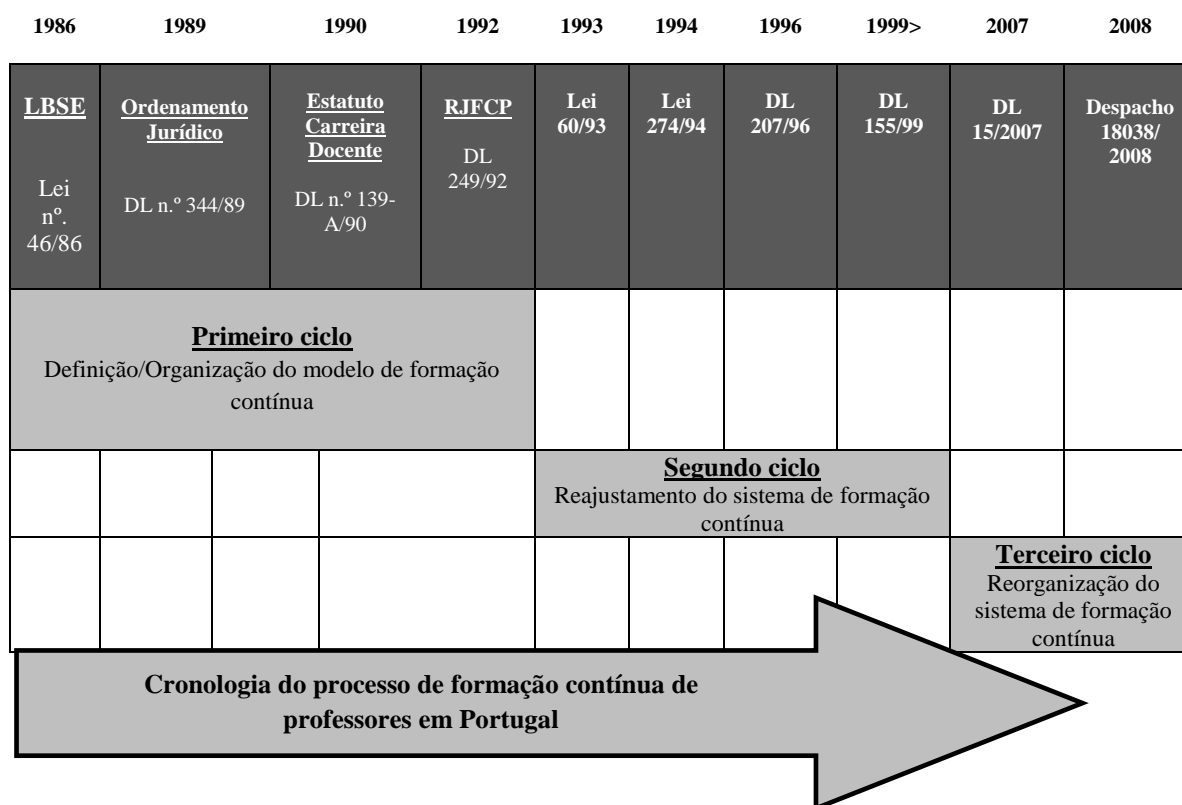 1986 1989 1990 1992 1993 1994 1996 1999> 2007 2008
LBSE
Lei
nº.
46/86
Ordenamento
Jurídico
DL n.º 344/89
Estatuto
Carreira
Docente
DL n.º 139-
A/90
RJFCP
DL
249/92
Lei
60/93
Lei
274/94
DL
207/96
DL
155/99
DL
15/2007
Despacho
18038/
2008
Primeiro ciclo
Definição/Organização do modelo de formação
contínua
Segundo ciclo
Reajustamento do sistema de formação
contínua
Terceiro ciclo
Reorganização do
sistema de formação
contínua
Cronologia do processo de formação contínua de
professores em Portugal